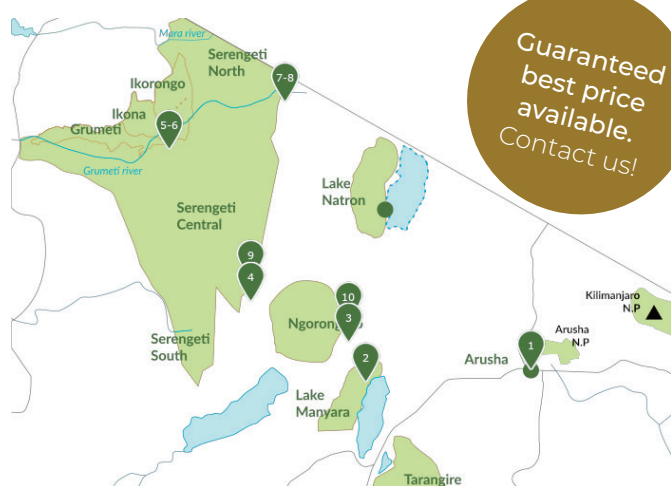 Mara river
Serengeti
North
Ikorongo
7-8
Ikona
Grumeti
5-6
Grumeti river
Guaranteed
best price
available.
Contact us!
Lake
Natron
Serengeti
Central
9
4
10
Ngorong
3
Kilimanjaro
N.P
Arusha
N.P
1
Arusha
2
Serengeti
South
Lake
Manyara
Tarangire